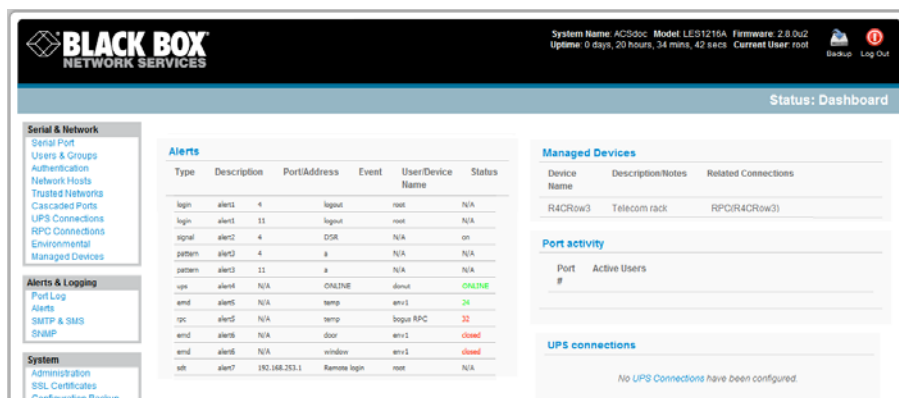 BLACK BOX
NETWORK SERVICES
System Name: ACSdoc Model: LES1216A Firmware: 2.8.0u2
Uptime: 0 days, 20 hours, 34 mins, 42 secs Current User: root
Backup Log Out
Status: Dashboard
Serial & Network
Serial Port
Users & Groups
Authentication
Network Hosts
Trusted Networks
Cascaded Ports
UPS Connections
RPC Connections
Environmental
Managed Devices
Alerts & Logging
Port Log
Alerts
SMTP & SMS
SNMP
System
Administration
SSL Certificates
Configuration Backup
Alerts
Type Description Port/Address Event User/Device Name Status
login alert1 4 logout root N/A
login alert1 11 logout root N/A
signal alert2 4 DSR N/A on
pattern alert3 4 a N/A N/A
pattern alert3 11 a N/A N/A
ups alert4 N/A ONLINE donut ONLINE
emd alert5 N/A temp env1 24
rpc alert5 N/A temp bogus RPC 32
emd alert6 N/A door env1 closed
emd alert6 N/A window env1 closed
sdt alert7 192.168.253.1 Remote login root N/A
Managed Devices
Device Name Description/Notes Related Connections
R4CRow3 Telecom rack RPC(R4CRow3)
Port activity
Port # Active Users
UPS connections
No UPS Connections have been configured.